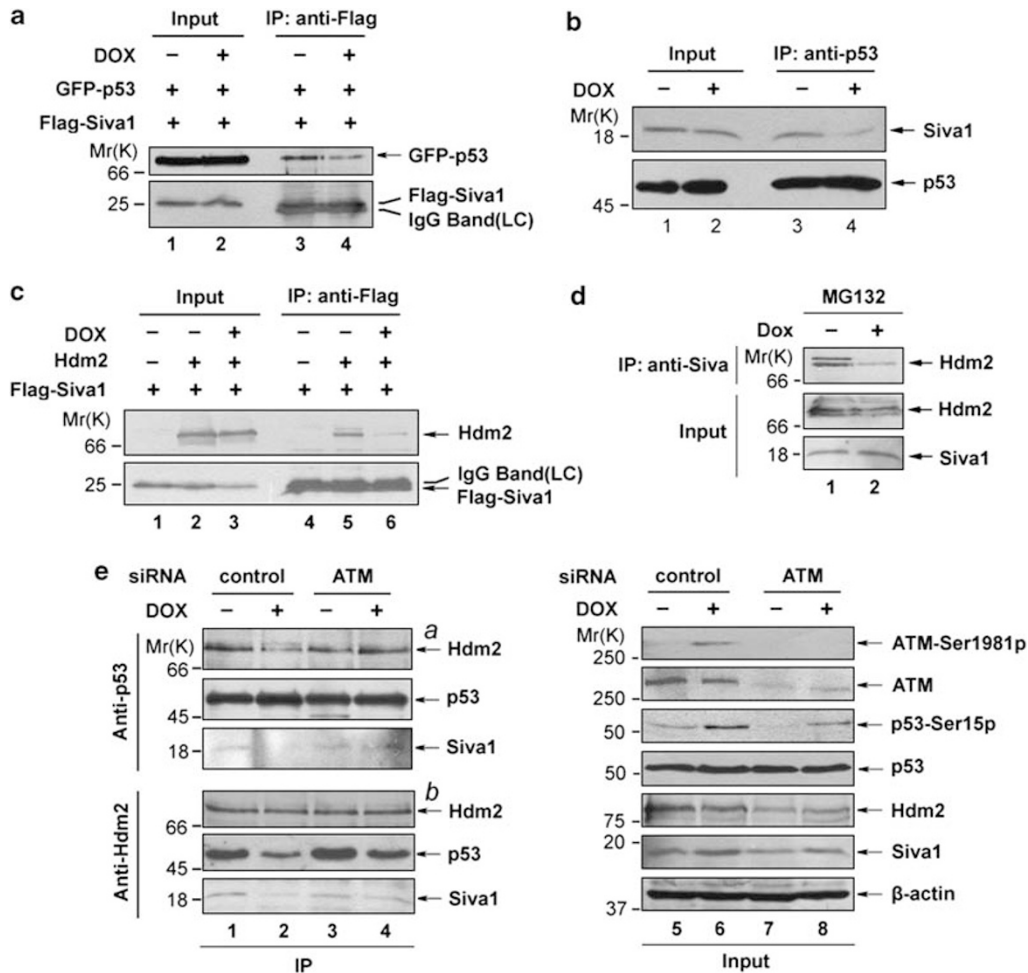 a
Input IP: anti-Flag
DOX – + – +
GFP-p53 + + + +
Flag-Siva1 + + + +
Mr(K)
66
GFP-p53
25
Flag-Siva1
IgG Band(LC)
1 2 3 4
b
Input IP: anti-p53
DOX – + – +
Mr(K)
18
Siva1
p53
45
1 2 3 4
c
Input IP: anti-Flag
DOX – – + – – +
Hdm2 – + + – + +
Flag-Siva1 + + + + + +
Mr(K)
66
Hdm2
25
IgG Band(LC)
Flag-Siva1
1 2 3 4 5 6
d
MG132
Dox – +
IP: anti-Siva
Mr(K)
66
Hdm2
Input
Hdm2
66
18
Siva1
1 2
e
siRNA control ATM
DOX – + – +
Anti-p53
Mr(K)
a
Hdm2
66
p53
45
18
Siva1
Anti-Hdm2
b
Hdm2
66
p53
45
18
Siva1
1 2 3 4
IP
siRNA control ATM
DOX – + – +
Mr(K)
ATM-Ser1981p
250
ATM
250
p53-Ser15p
50
p53
50
Hdm2
75
20
Siva1
β-actin
37
5 6 7 8
Input